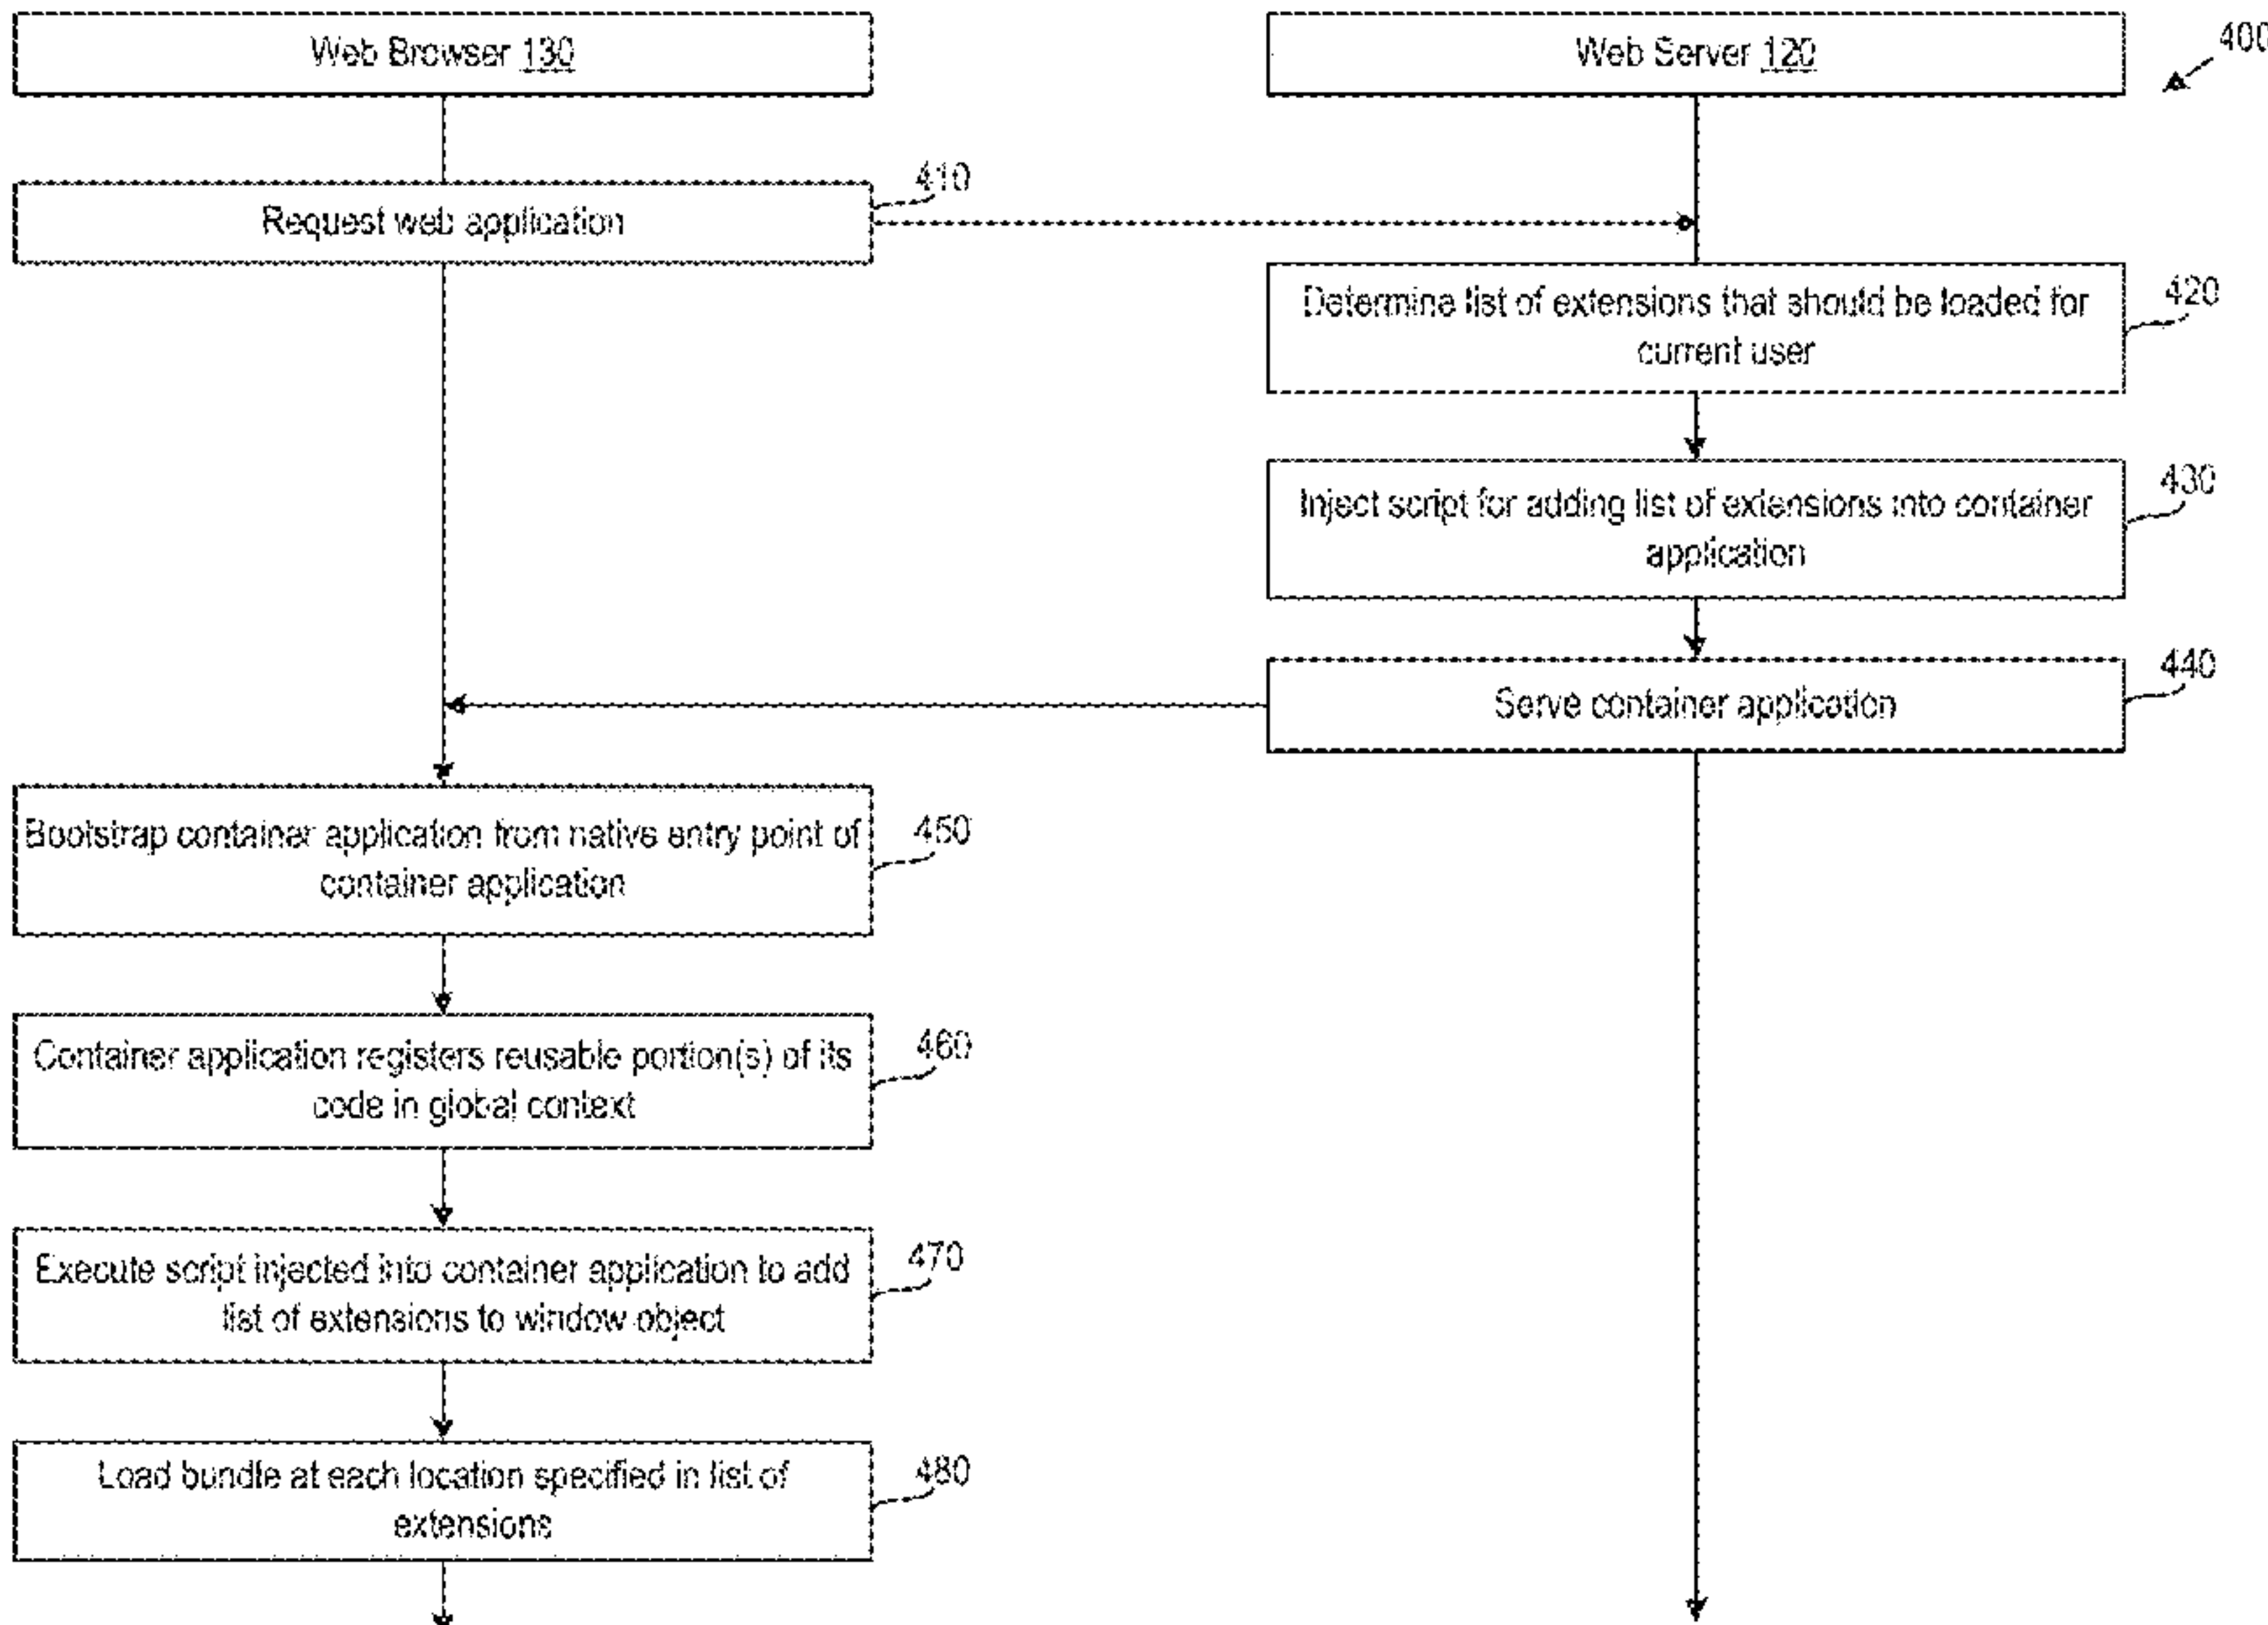 Web Browser 130
Web Server 120
400
410
Request web application
Determine list of extensions that should be loaded for
current user
420
Inject script for adding list of extensions into container
application
430
Serve container application
440
Bootstrap container application from native entry point of
container application
450
Container application registers reusable portion(s) of its
code in global context
460
Execute script injected into container application to add
list of extensions to window object
470
Load bundle at each location specified in list of
extensions
480